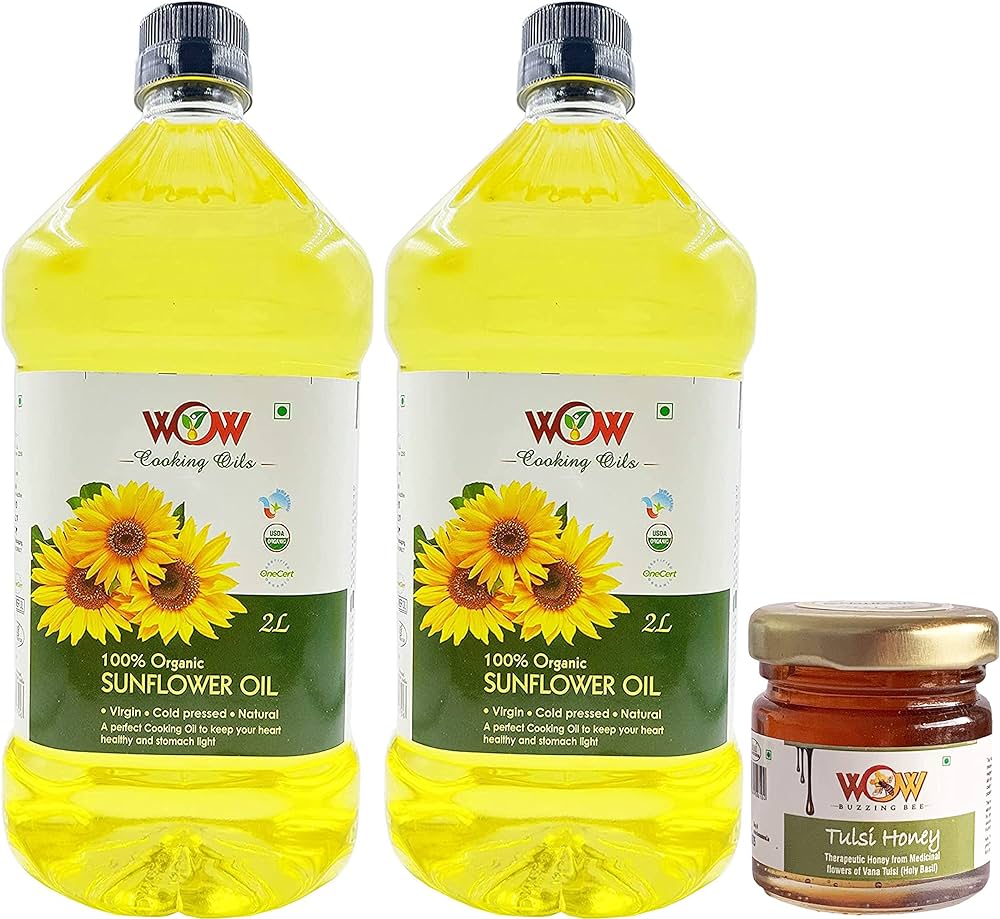 WOW
Cooking Oils
USDA
ORGANIC
OneCert
2L
100% Organic
SUNFLOWER OIL
• Virgin • Cold pressed • Natural
A perfect Cooking Oil to keep your heart
healthy and stomach light
WOW
Cooking Oils
USDA
ORGANIC
OneCert
2L
100% Organic
SUNFLOWER OIL
• Virgin • Cold pressed • Natural
A perfect Cooking Oil to keep your heart
healthy and stomach light
WOW
BUZZING BEE
Tulsi Honey
Therapeutic Honey from Medicinal
flowers of Vana Tulsi (Holy Basil)